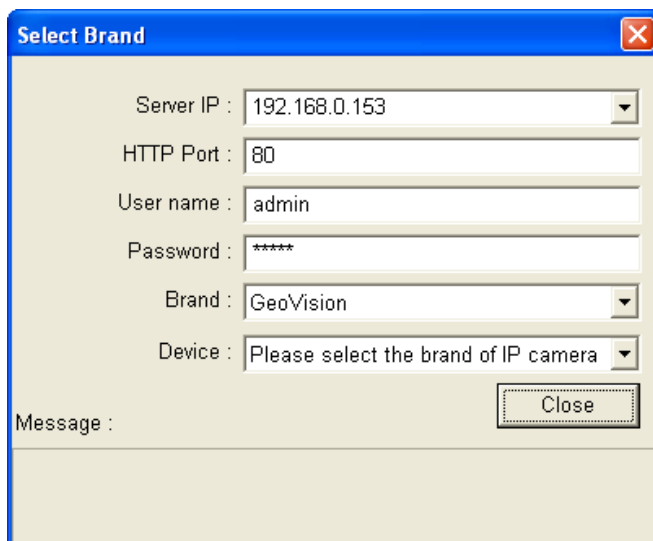 Select Brand
Server IP : 192.168.0.153
HTTP Port : 80
User name : admin
Password : *****
Brand : GeoVision
Device : Please select the brand of IP camera
Close
Message :